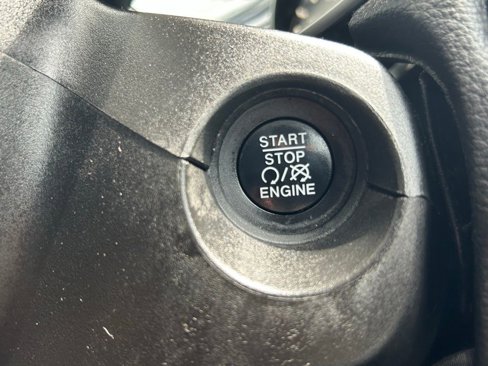 START
STOP
/
ENGINE